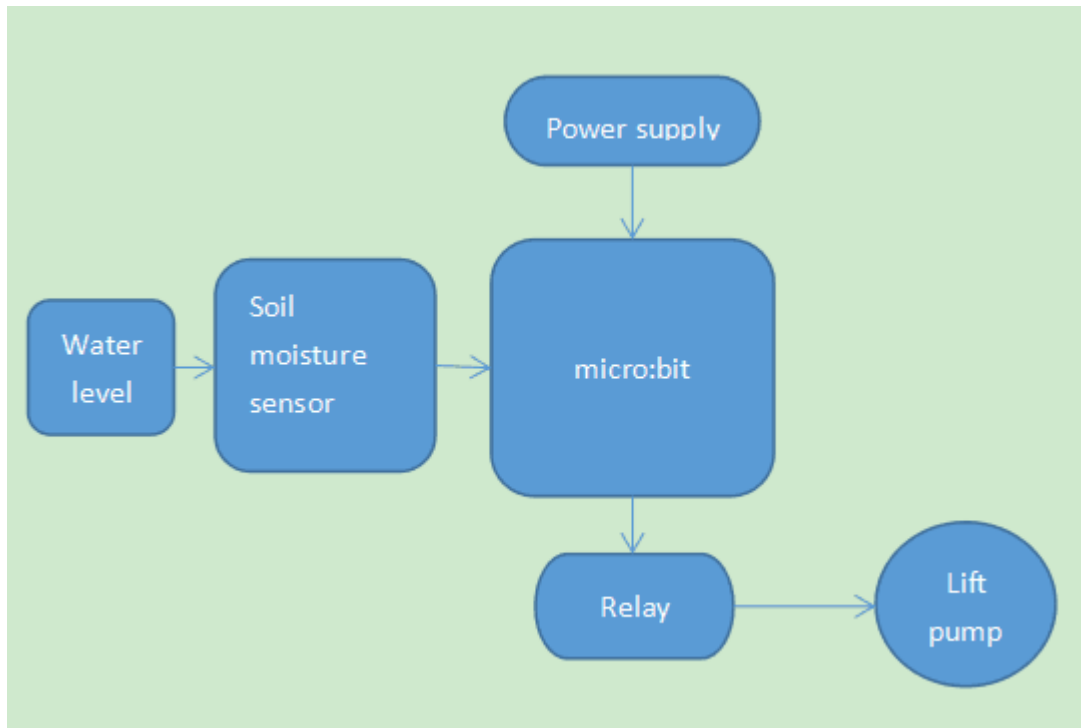 Power supply
Water
level
Soil
moisture
sensor
micro:bit
Relay
Lift
pump